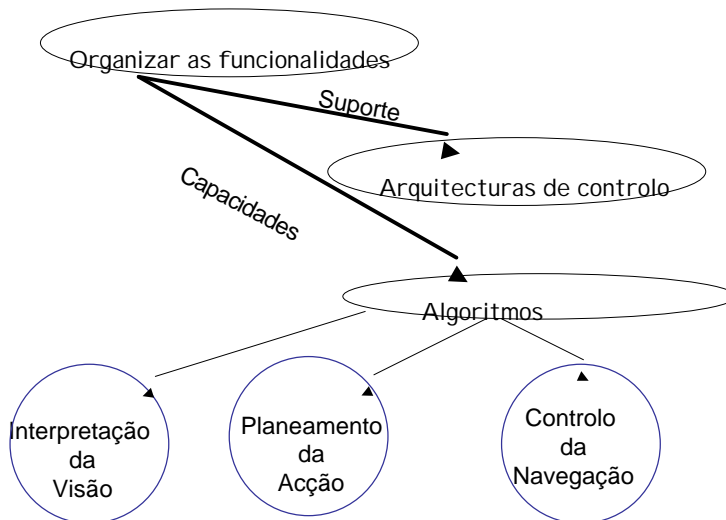 Organizar as funcionalidades
Suporte
Capacidades
Arquitecturas de controlo
Algoritmos
Interpretação
da
Visão
Planeamento
da
Acção
Controlo
da
Navegação